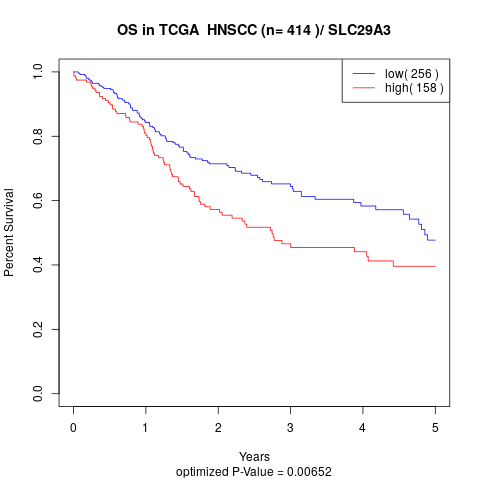 OS in TCGA  HNSCC (n= 414 )/ SLC29A3
low( 256 )
high( 158 )
Percent Survival
1.0
0.8
0.6
0.4
0.2
0.0
0 1 2 3 4 5
Years
optimized P-Value = 0.00652